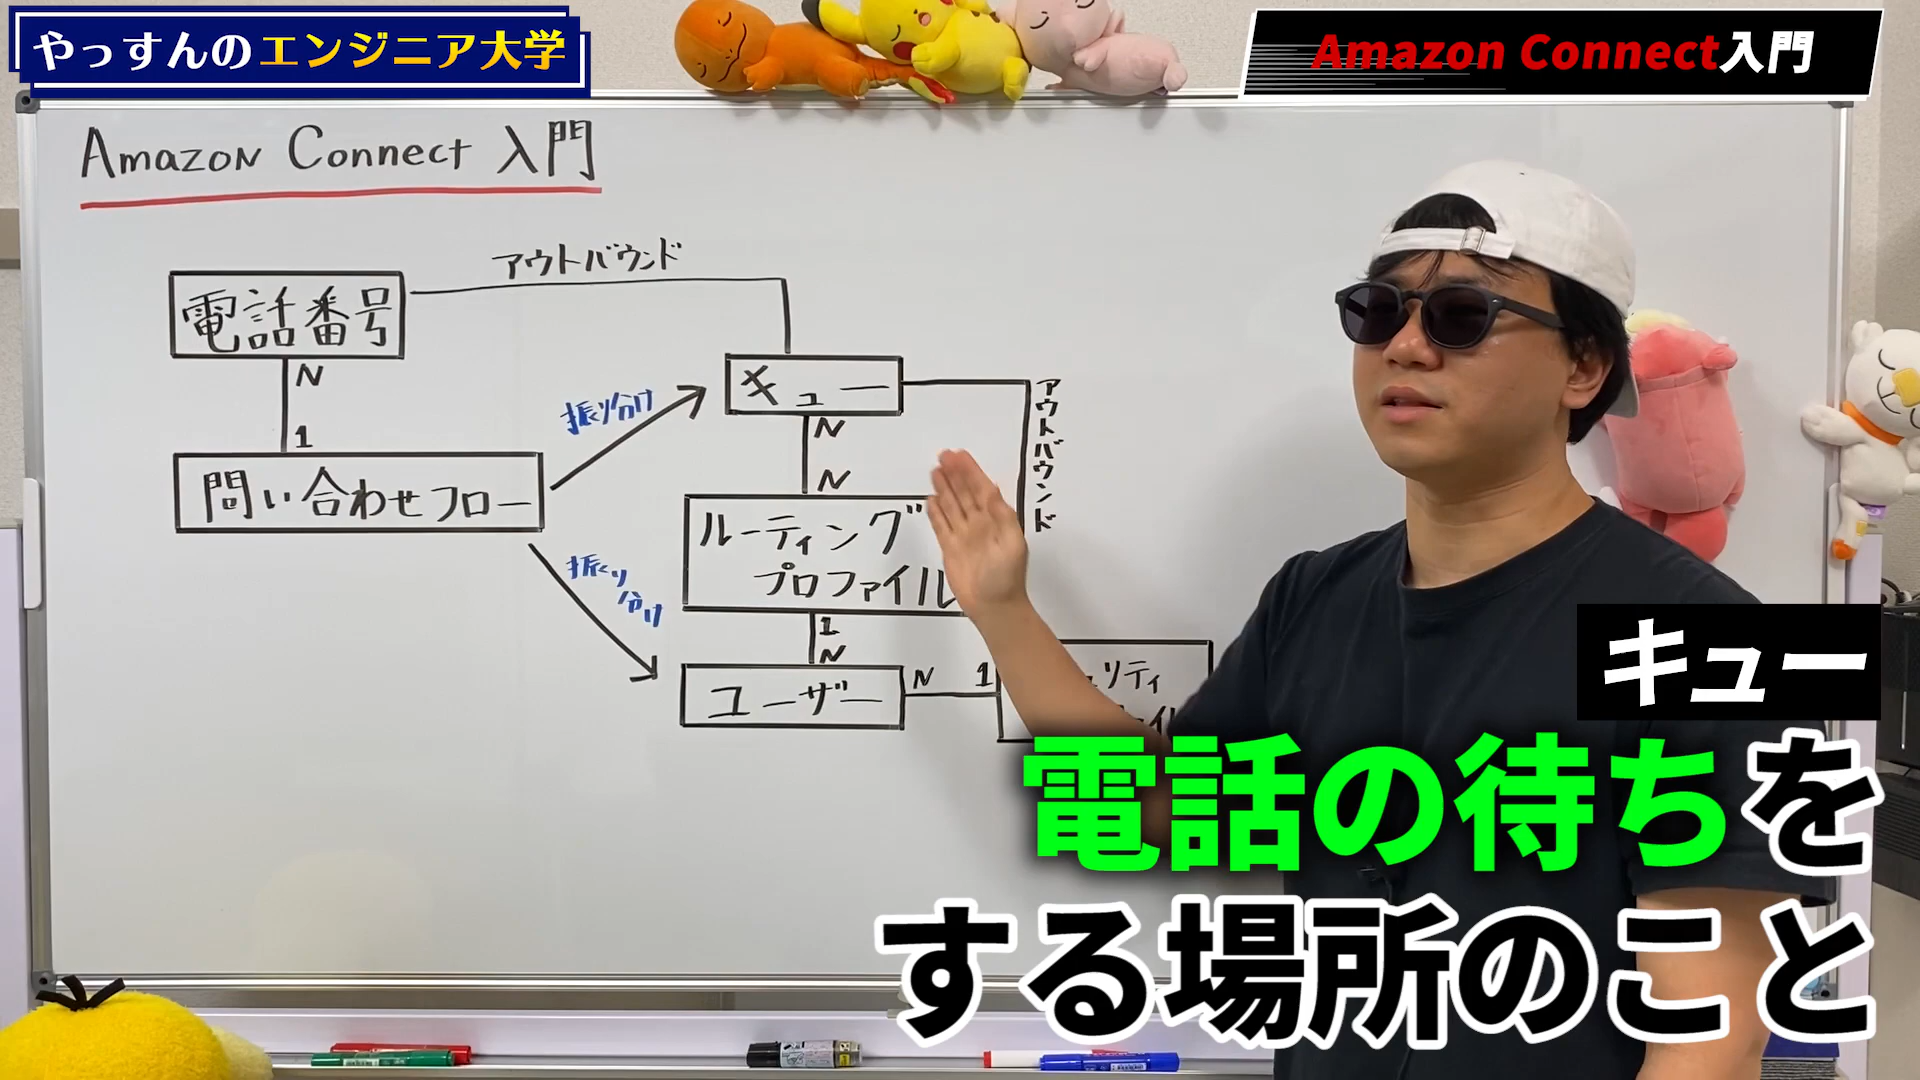 やっすんのエンジニア大学
Amazon Connect入門
Amazon Connect 入門
アウトバウンド
電話番号
N
1
問い合わせフロー
振り分け
振り分け
キュー
N
N
アウトバウンド
ルーティング
プロファイル
1
N
ユーザー
N
1
リティ
イル
キュー
電話の待ちを
する場所のこと